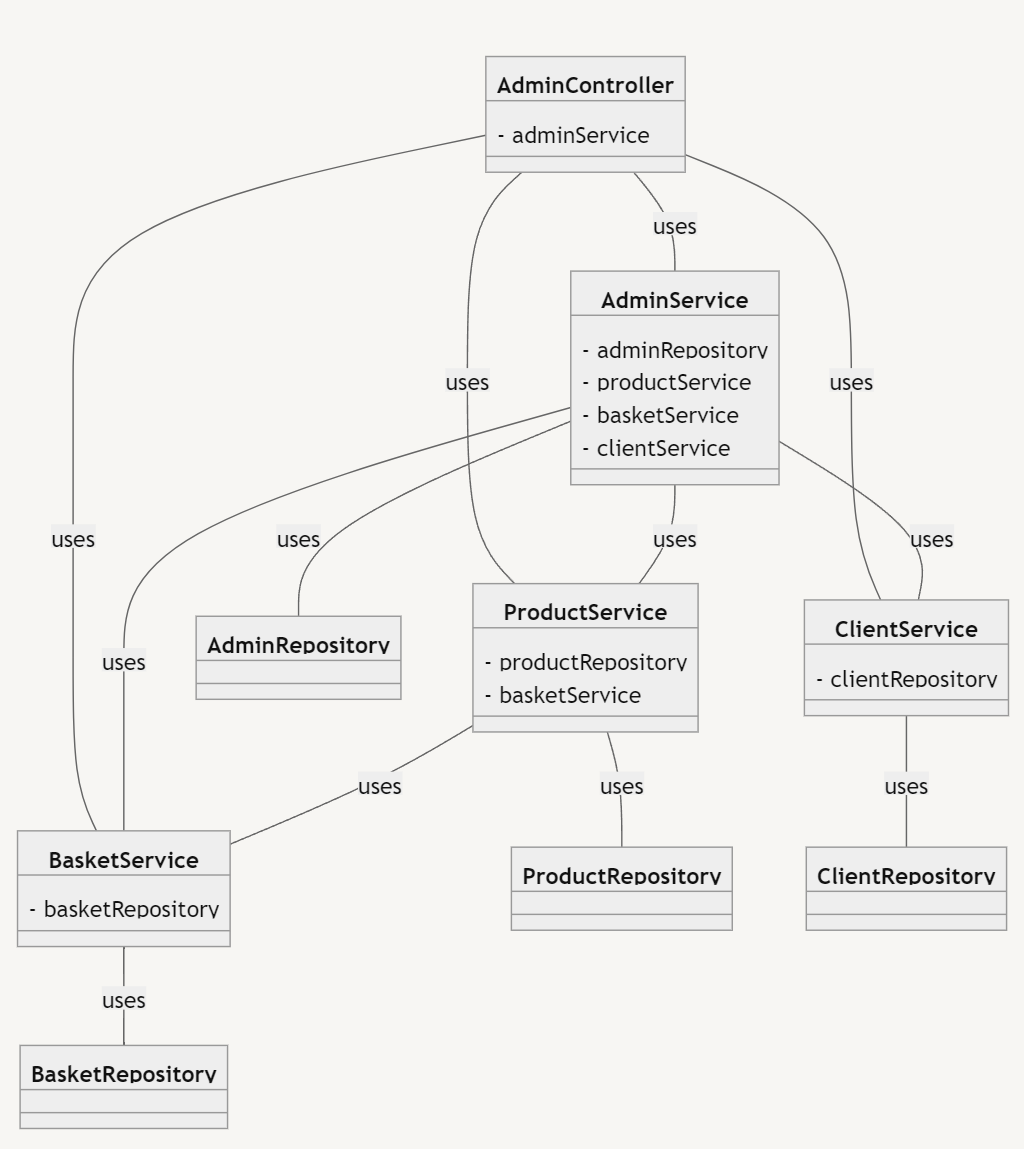 AdminController
- adminService
uses
AdminService
- adminRepository
- productService
- basketService
- clientService
uses
uses
uses
uses
uses
uses
uses
AdminRepository
ProductService
- productRepository
- basketService
ClientService
- clientRepository
uses
uses
uses
BasketService
- basketRepository
ProductRepository
ClientRepository
uses
BasketRepository